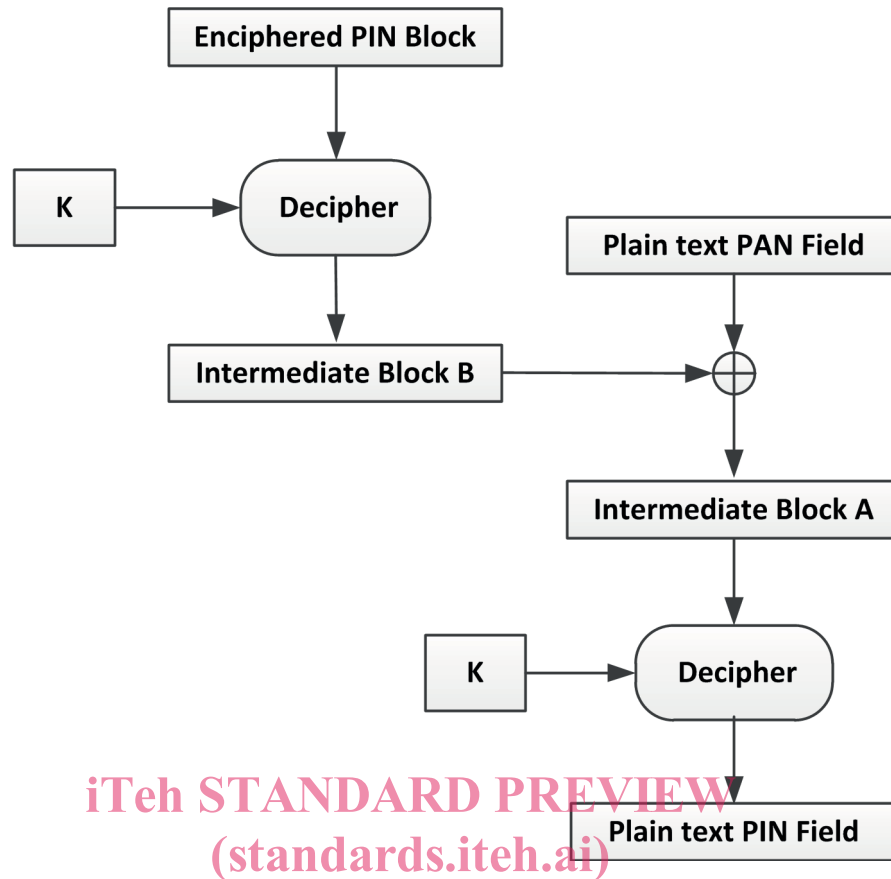 Enciphered PIN Block
K
Decipher
Plain text PAN Field
Intermediate Block B
Intermediate Block A
K
Decipher
iTeh STANDARD PREVIEW
Plain text PIN Field
(standards.iteh.ai)